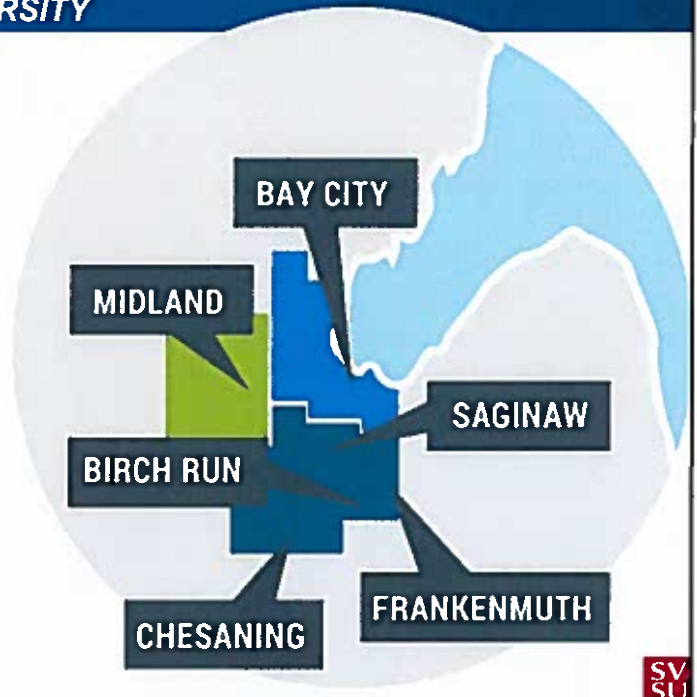 RSITY
BAY CITY
MIDLAND
SAGINAW
BIRCH RUN
FRANKENMUTH
CHESANING
SV
SU